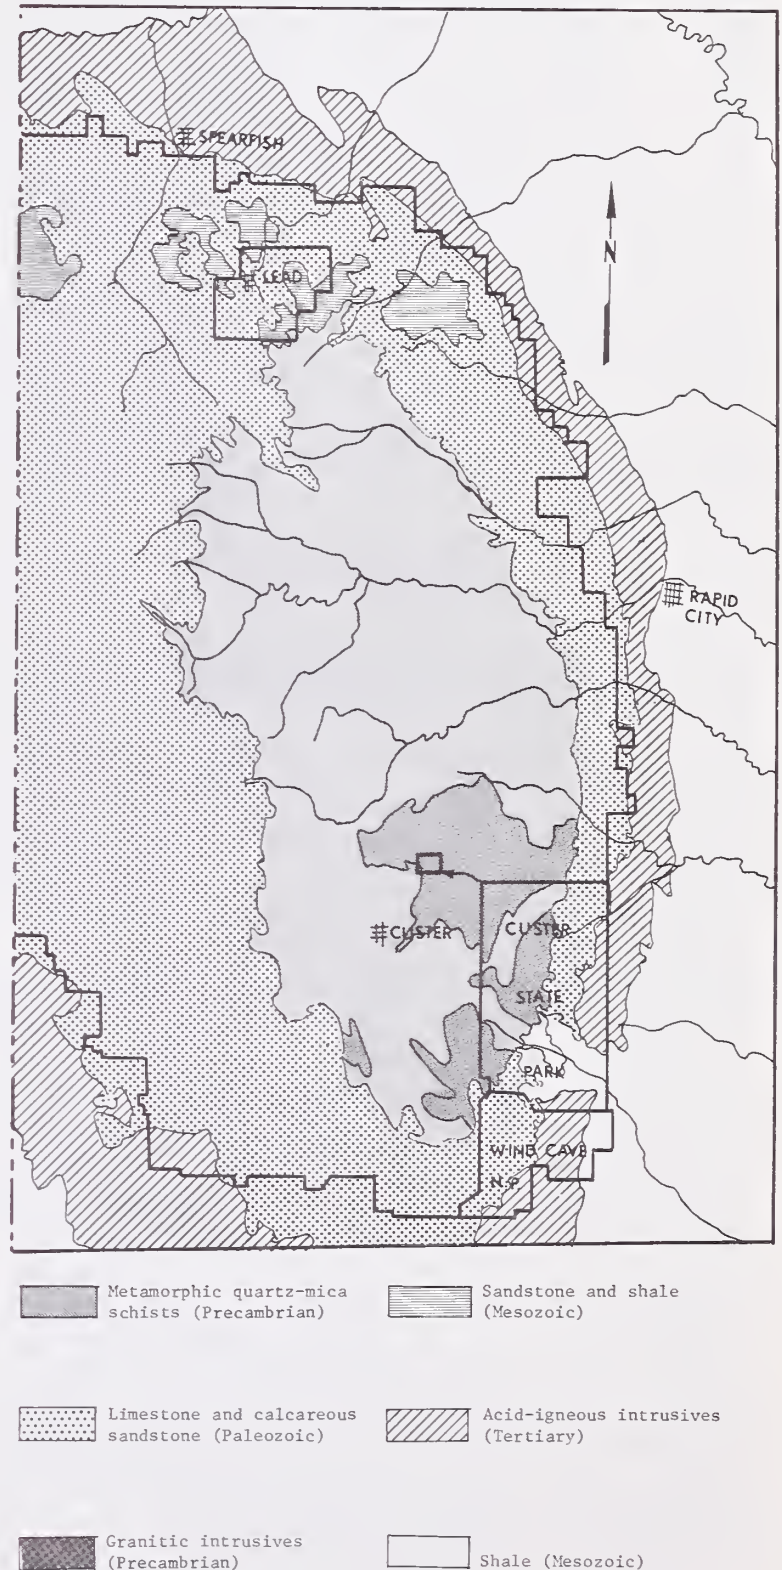 SPEARFISH
N
LEAD
RAPID
CITY
CUSTER
CUSTER
STATE
PARK
WIND CAVE
N.P.
Metamorphic quartz-mica
schists (Precambrian)
Sandstone and shale
(Mesozoic)
Limestone and calcareous
sandstone (Paleozoic)
Acid-igneous intrusives
(Tertiary)
Granitic intrusives
(Precambrian)
Shale (Mesozoic)